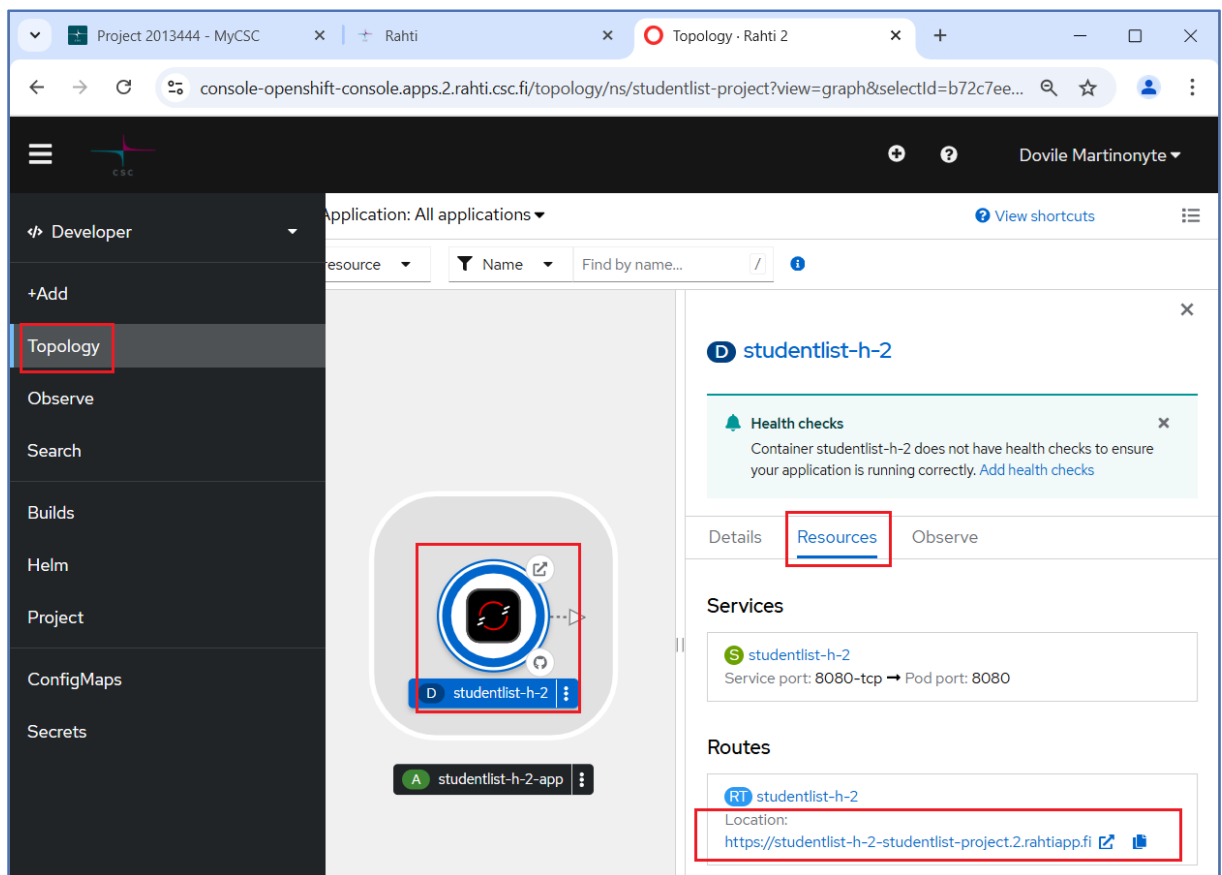 Project 2013444 - MyCSC
Rahti
Topology · Rahti 2
console-openshift-console.apps.2.rahti.csc.fi/topology/ns/studentlist-project?view=graph&selectId=b72c7ee...
csc
Dovile Martinonyte
Developer
Application: All applications
View shortcuts
resource
Name
Find by name...
/
+Add
Topology
Observe
Search
Builds
Helm
Project
ConfigMaps
Secrets
D studentlist-h-2
A studentlist-h-2-app
D studentlist-h-2
Health checks
Container studentlist-h-2 does not have health checks to ensure
your application is running correctly. Add health checks
Details Resources Observe
Services
S studentlist-h-2
Service port: 8080-tcp → Pod port: 8080
Routes
RT studentlist-h-2
Location:
https://studentlist-h-2-studentlist-project.2.rahtiapp.fi